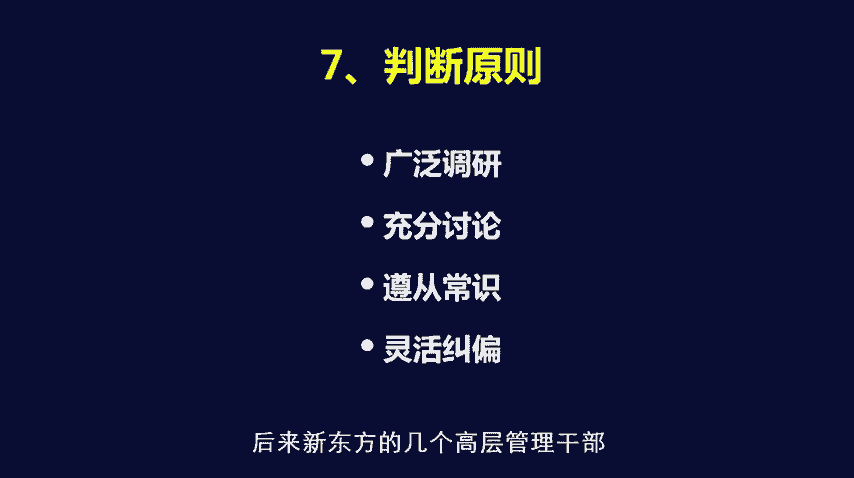 7、判断原则
• 广泛调研
• 充分讨论
• 遵从常识
• 灵活纠偏
后来新东方的几个高层管理干部